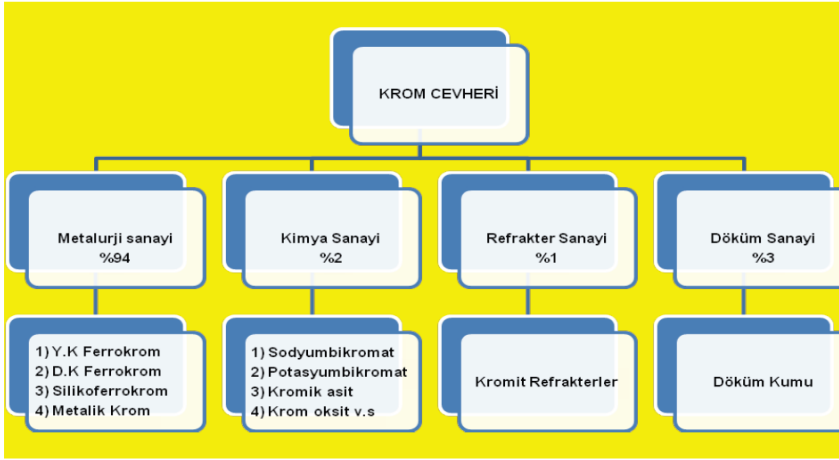 KROM CEVHERİ
Metalurji sanayi
%94
Kimya Sanayi
%2
Refrakter Sanayi
%1
Döküm Sanayi
%3
1) Y.K Ferrokrom
2) D.K Ferrokrom
3) Silikoferrokrom
4) Metalik Krom
1) Sodyumbikromat
2) Potasyumbikromat
3) Kromik asit
4) Krom oksit v.s
Kromit Refrakterler
Döküm Kumu